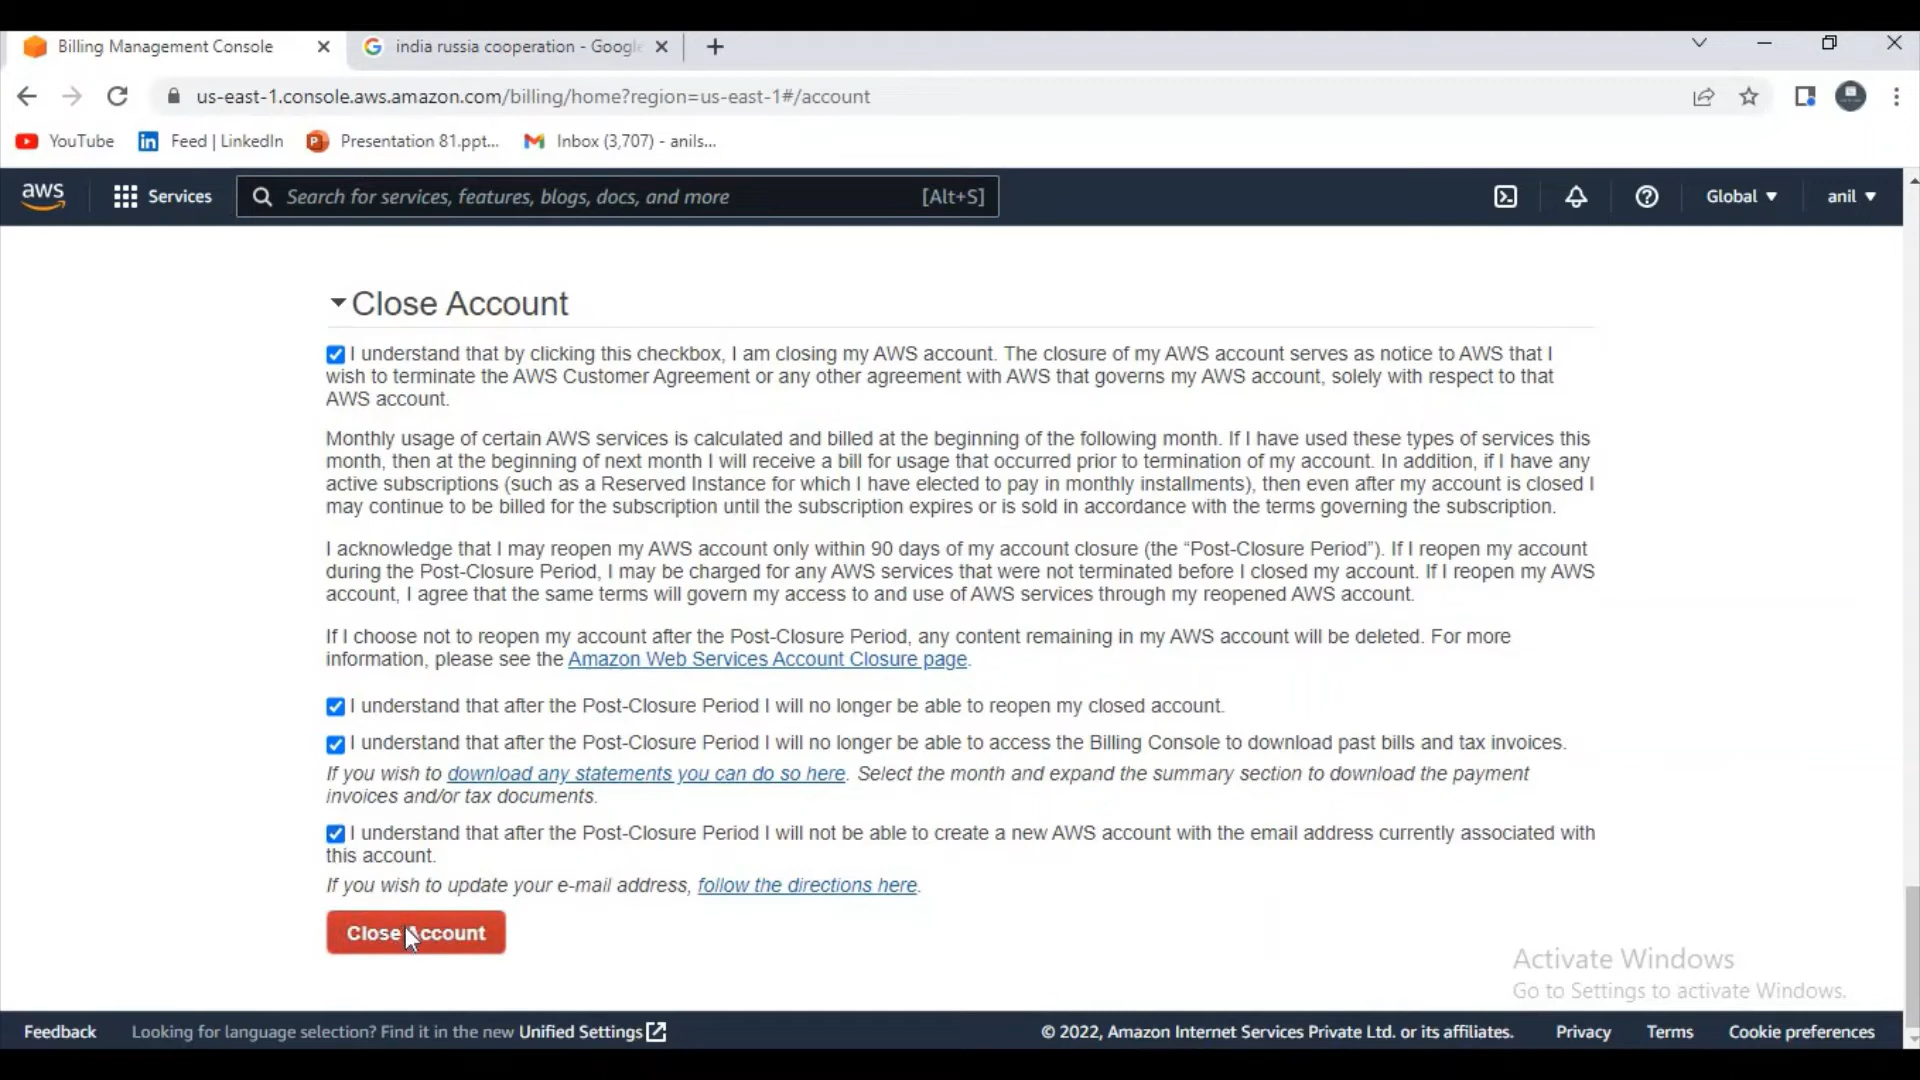 Billing Management Console
india russia cooperation - Google
us-east-1.console.aws.amazon.com/billing/home?region=us-east-1#/account
YouTube
Feed | LinkedIn
Presentation 81.ppt...
Inbox (3,707) - anils...
aws
Services
Search for services, features, blogs, docs, and more
[Alt+S]
Global
anil
Close Account
I understand that by clicking this checkbox, I am closing my AWS account. The closure of my AWS account serves as notice to AWS that I
wish to terminate the AWS Customer Agreement or any other agreement with AWS that governs my AWS account, solely with respect to that
AWS account.
Monthly usage of certain AWS services is calculated and billed at the beginning of the following month. If I have used these types of services this
month, then at the beginning of next month I will receive a bill for usage that occurred prior to termination of my account. In addition, if I have any
active subscriptions (such as a Reserved Instance for which I have elected to pay in monthly installments), then even after my account is closed I
may continue to be billed for the subscription until the subscription expires or is sold in accordance with the terms governing the subscription.
I acknowledge that I may reopen my AWS account only within 90 days of my account closure (the “Post-Closure Period”). If I reopen my account
during the Post-Closure Period, I may be charged for any AWS services that were not terminated before I closed my account. If I reopen my AWS
account, I agree that the same terms will govern my access to and use of AWS services through my reopened AWS account.
If I choose not to reopen my account after the Post-Closure Period, any content remaining in my AWS account will be deleted. For more
information, please see the Amazon Web Services Account Closure page.
I understand that after the Post-Closure Period I will no longer be able to reopen my closed account.
I understand that after the Post-Closure Period I will no longer be able to access the Billing Console to download past bills and tax invoices.
If you wish to download any statements you can do so here. Select the month and expand the summary section to download the payment
invoices and/or tax documents.
I understand that after the Post-Closure Period I will not be able to create a new AWS account with the email address currently associated with
this account.
If you wish to update your e-mail address, follow the directions here.
Close Account
Activate Windows
Go to Settings to activate Windows.
Feedback
Looking for language selection? Find it in the new Unified Settings
© 2022, Amazon Internet Services Private Ltd. or its affiliates.
Privacy
Terms
Cookie preferences